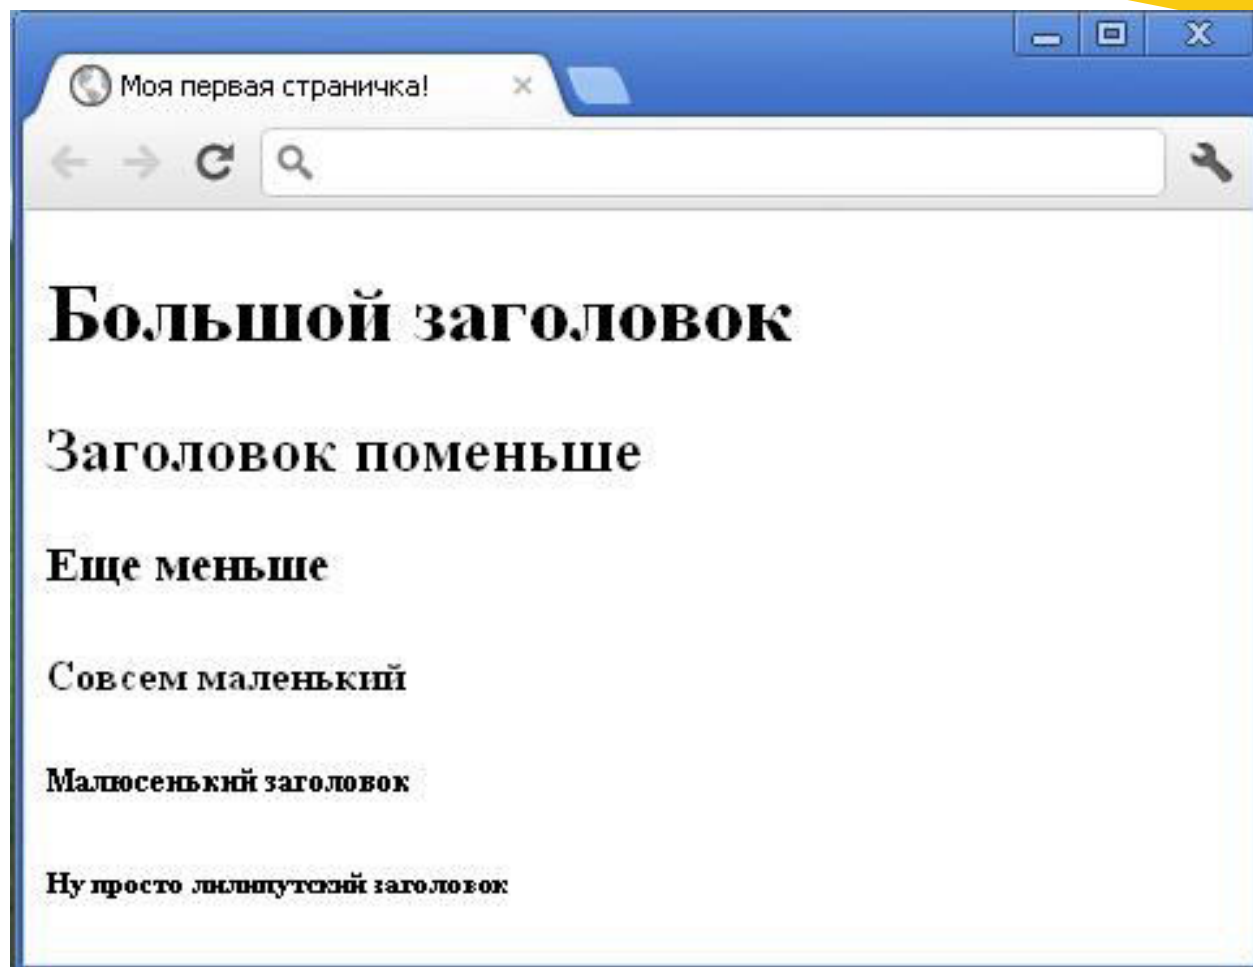 Моя первая страничка!
Большой заголовок
Заголовок поменьше
Еще меньше
Совсем маленький
Малюсенький заголовок
Ну просто лилипутский заголовок